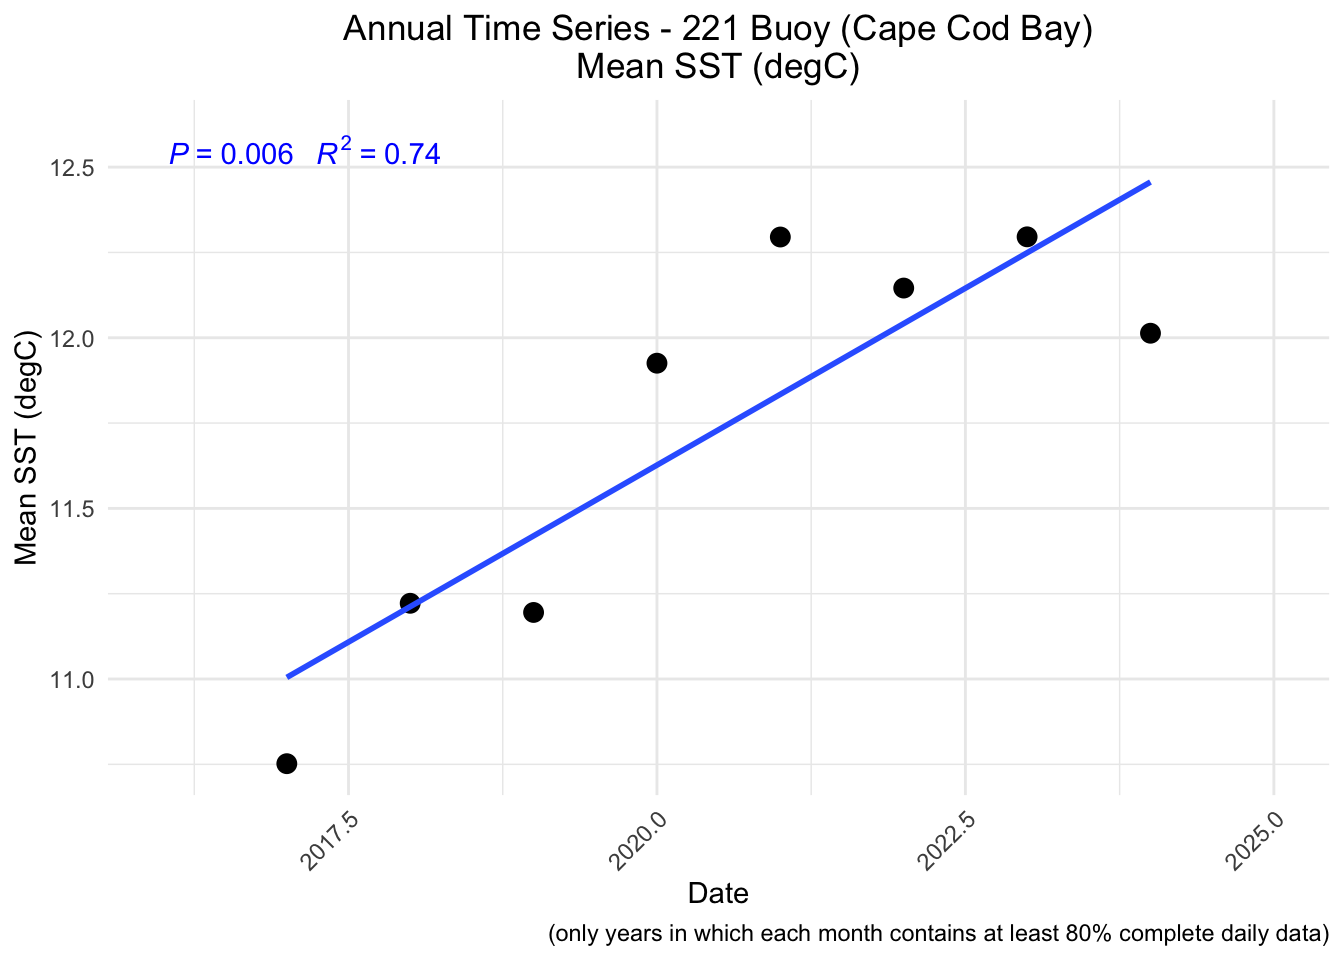 Annual Time Series - 221 Buoy (Cape Cod Bay)
Mean SST (degC)
P = 0.006   R² = 0.74
12.5
12.0
11.5
11.0
Mean SST (degC)
2017.5
2020.0
2022.5
2025.0
Date
(only years in which each month contains at least 80% complete daily data)